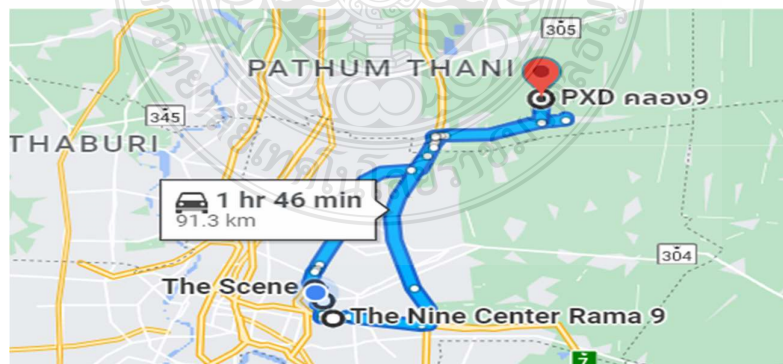 305
PATHUM THANI
PXD คลอง9
345
THABURI
1 hr 46 min
91.3 km
304
The Scene
The Nine Center Rama 9
7